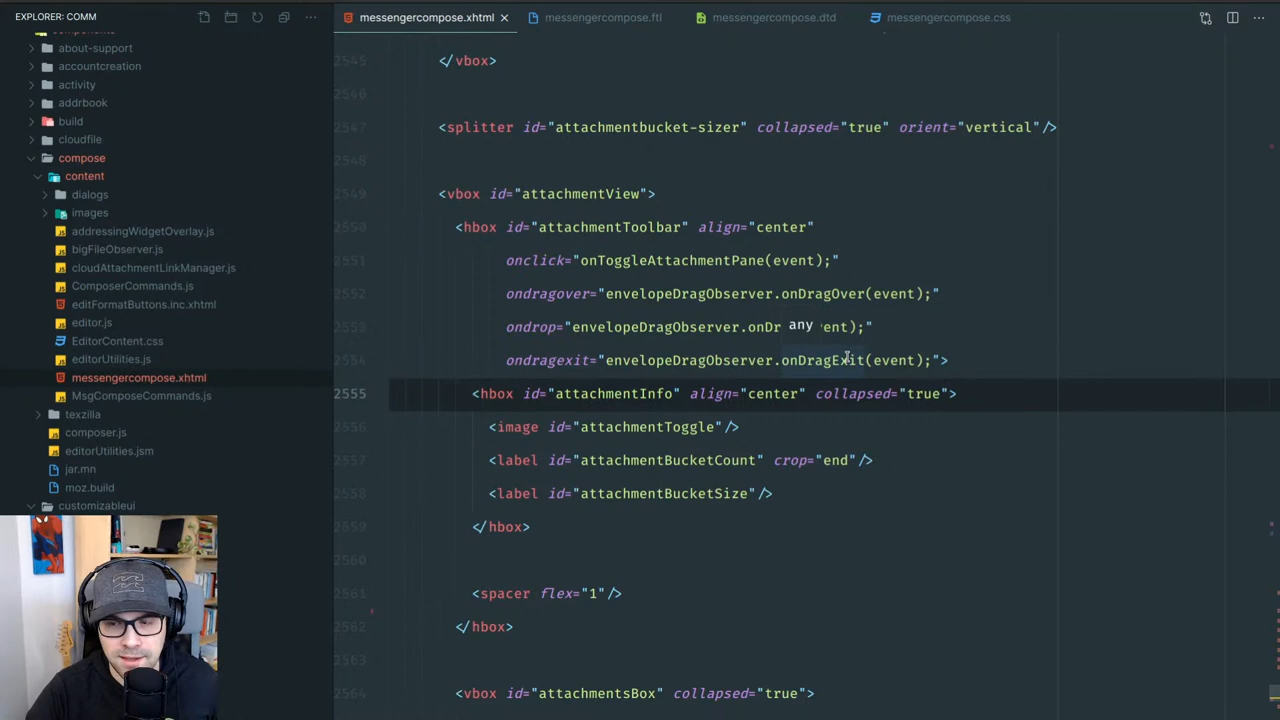 EXPLORER: COMM
messengercompose.xhtml
messengercompose.ftl
messengercompose.dtd
messengercompose.css
about-support
accountcreation
activity
addrbook
build
cloudfile
compose
content
dialogs
images
addressingWidgetOverlay.js
bigFileObserver.js
cloudAttachmentLinkManager.js
ComposerCommands.js
editFormatButtons.inc.xhtml
editor.js
EditorContent.css
editorUtilities.js
messengercompose.xhtml
MsgComposeCommands.js
texzilla
composer.js
editorUtilities.jsm
jar.mn
moz.build
customizableui
2545 </vbox>
2546
2547 <splitter id="attachmentbucket-sizer" collapsed="true" orient="vertical"/>
2548
2549 <vbox id="attachmentView">
2550 <hbox id="attachmentToolbar" align="center"
2551 onclick="onToggleAttachmentPane(event);"
2552 ondragover="envelopeDragObserver.onDragOver(event);"
2553 ondrop="envelopeDragObserver.onDr any vent);"
2554 ondragexit="envelopeDragObserver.onDragExit(event);">
2555 <hbox id="attachmentInfo" align="center" collapsed="true">
2556 <image id="attachmentToggle"/>
2557 <label id="attachmentBucketCount" crop="end"/>
2558 <label id="attachmentBucketSize"/>
2559 </hbox>
2560
2561 <spacer flex="1"/>
2562 </hbox>
2563
2564 <vbox id="attachmentsBox" collapsed="true">